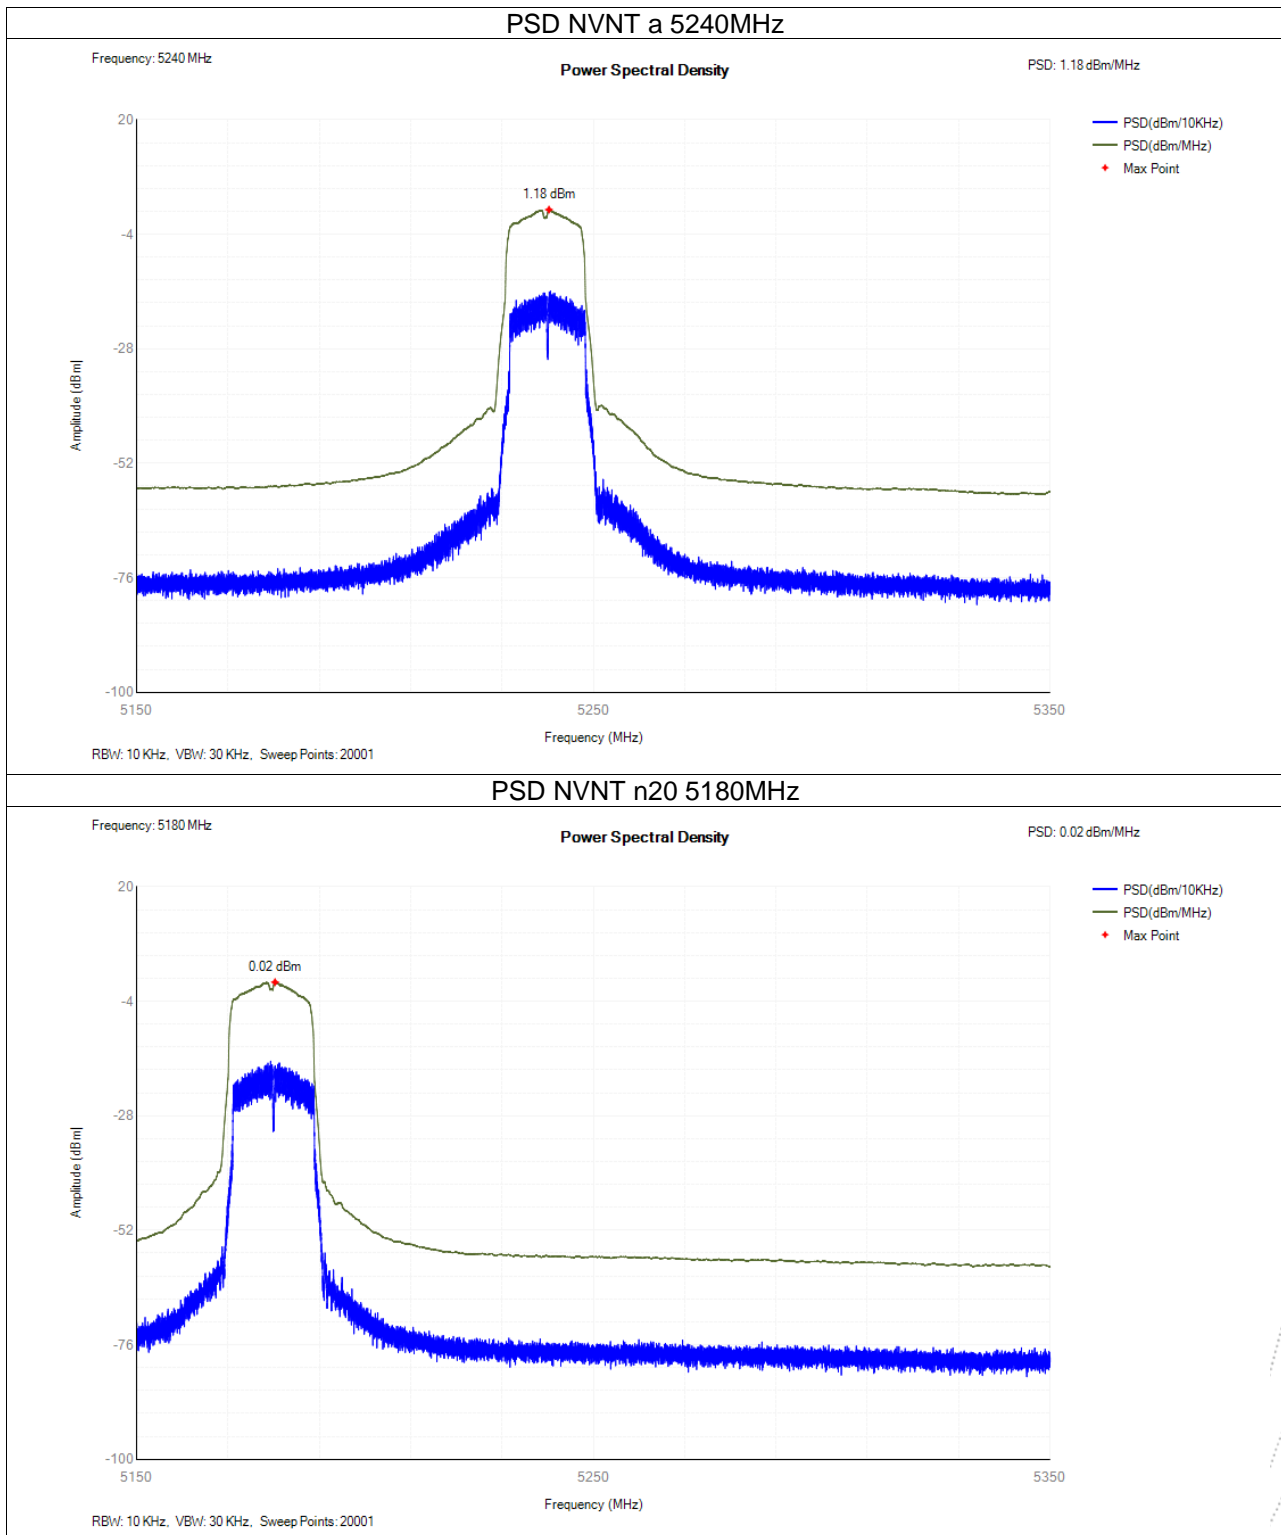 PSD NVNT a 5240MHz
Frequency: 5240 MHz
Power Spectral Density
PSD: 1.18 dBm/MHz
PSD(dBm/10KHz)
PSD(dBm/MHz)
Max Point
1.18 dBm
20
-4
-28
-52
-76
-100
Amplitude (dBm|
5150
5250
5350
Frequency (MHz)
RBW: 10 KHz, VBW: 30 KHz, Sweep Points: 20001
PSD NVNT n20 5180MHz
Frequency: 5180 MHz
Power Spectral Density
PSD: 0.02 dBm/MHz
PSD(dBm/10KHz)
PSD(dBm/MHz)
Max Point
0.02 dBm
20
-4
-28
-52
-76
-100
Amplitude (dBm|
5150
5250
5350
Frequency (MHz)
RBW: 10 KHz, VBW: 30 KHz, Sweep Points: 20001